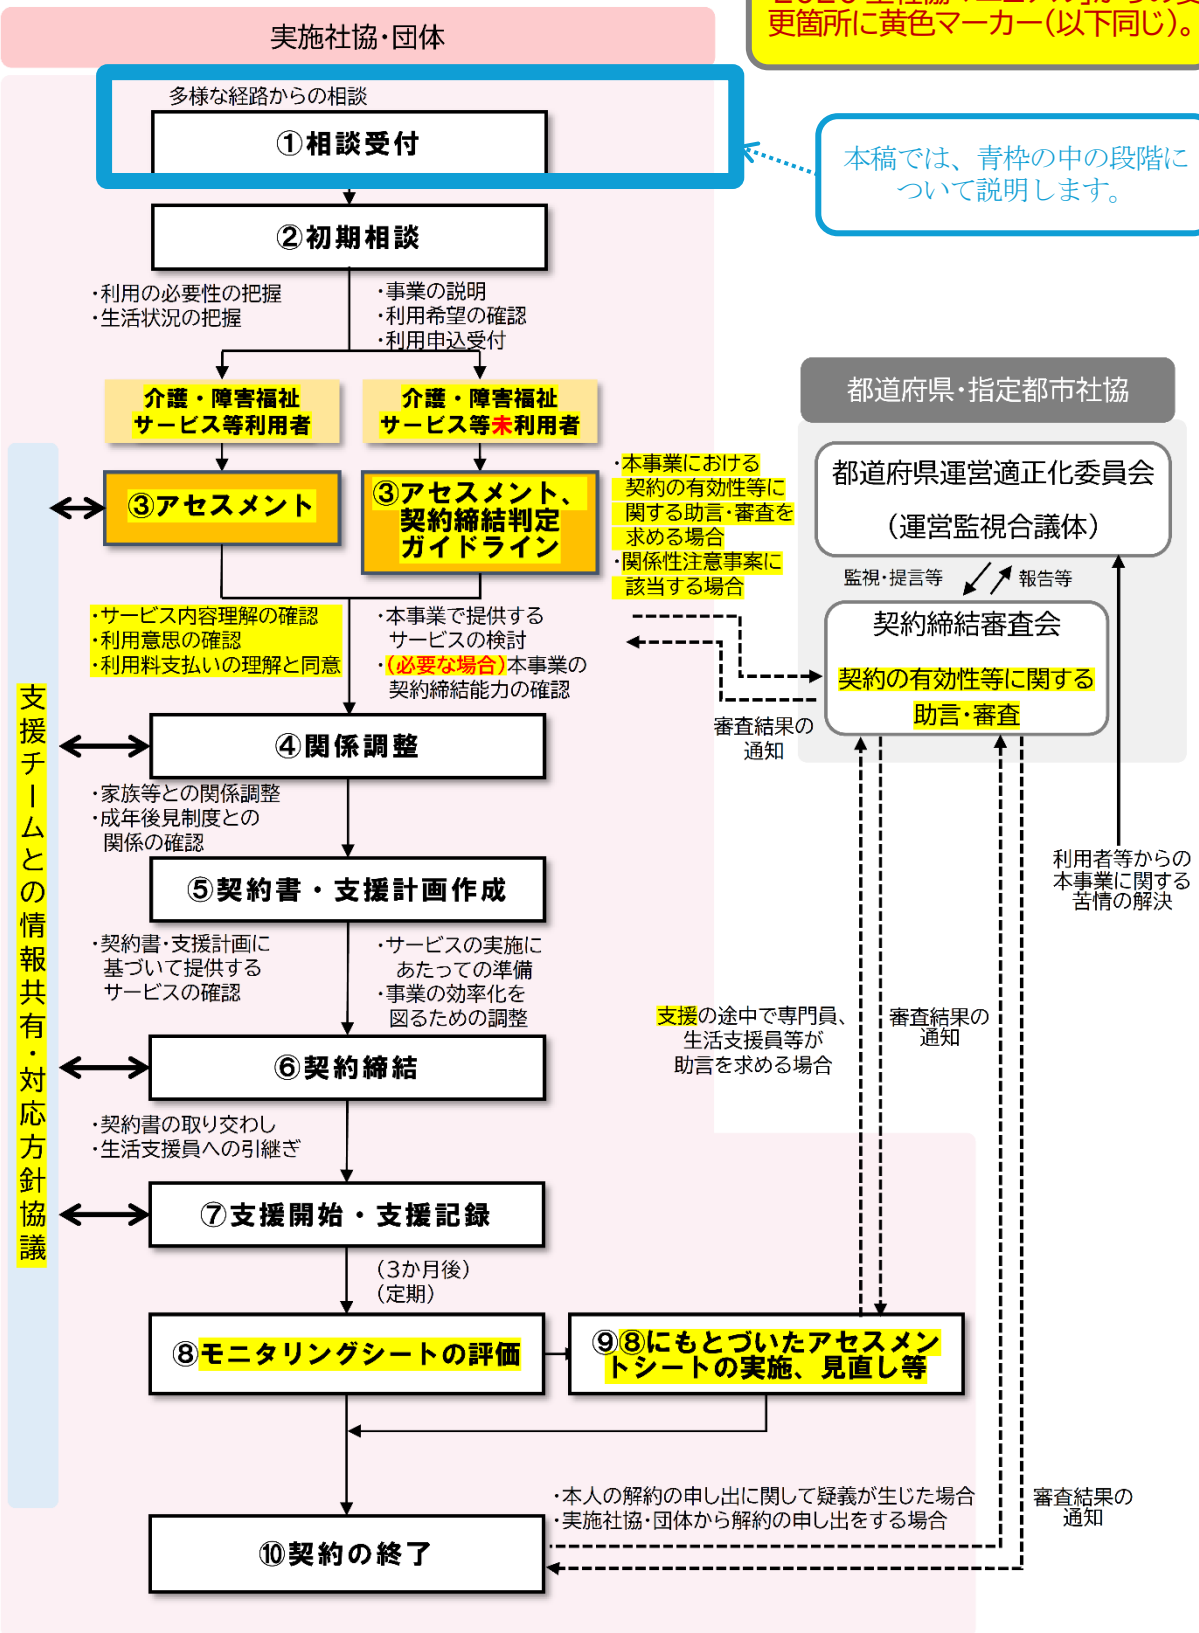 更箇所に黄色マーカー(以下同じ)。
実施社協・団体
多様な経路からの相談
①相談受付
本稿では、青枠の中の段階に
ついて説明します。
②初期相談
・利用の必要性の把握
・生活状況の把握
・事業の説明
・利用希望の確認
・利用申込受付
介護・障害福祉
サービス等利用者
介護・障害福祉
サービス等未利用者
③アセスメント
③アセスメント、
契約締結判定
ガイドライン
・本事業における
契約の有効性等に
関する助言・審査を
求める場合
・関係性注意事案に
該当する場合
都道府県・指定都市社協
都道府県運営適正化委員会
(運営監視合議体)
監視・提言等
報告等
契約締結審査会
契約の有効性等に関する
助言・審査
・サービス内容理解の確認
・利用意思の確認
・利用料支払いの理解と同意
・本事業で提供する
サービスの検討
・(必要な場合)本事業の
契約締結能力の確認
審査結果の
通知
④関係調整
・家族等との関係調整
・成年後見制度との
関係の確認
利用者等からの
本事業に関する
苦情の解決
⑤契約書・支援計画作成
・契約書・支援計画に
基づいて提供する
サービスの確認
・サービスの実施に
あたっての準備
・事業の効率化を
図るための調整
支援の途中で専門員、
生活支援員等が
助言を求める場合
審査結果の
通知
⑥契約締結
・契約書の取り交わし
・生活支援員への引継ぎ
⑦支援開始・支援記録
(3か月後)
(定期)
⑧モニタリングシートの評価
⑨⑧にもとづいたアセスメン
トシートの実施、見直し等
・本人の解約の申し出に関して疑義が生じた場合
・実施社協・団体から解約の申し出をする場合
審査結果の
通知
⑩契約の終了
支援チームとの情報共有・対応方針協議